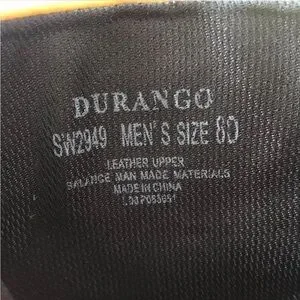 DURANGO
SW2949 MEN'S SIZE 8D
LEATHER UPPER
BALANCE MAN MADE MATERIALS
MADE IN CHINA